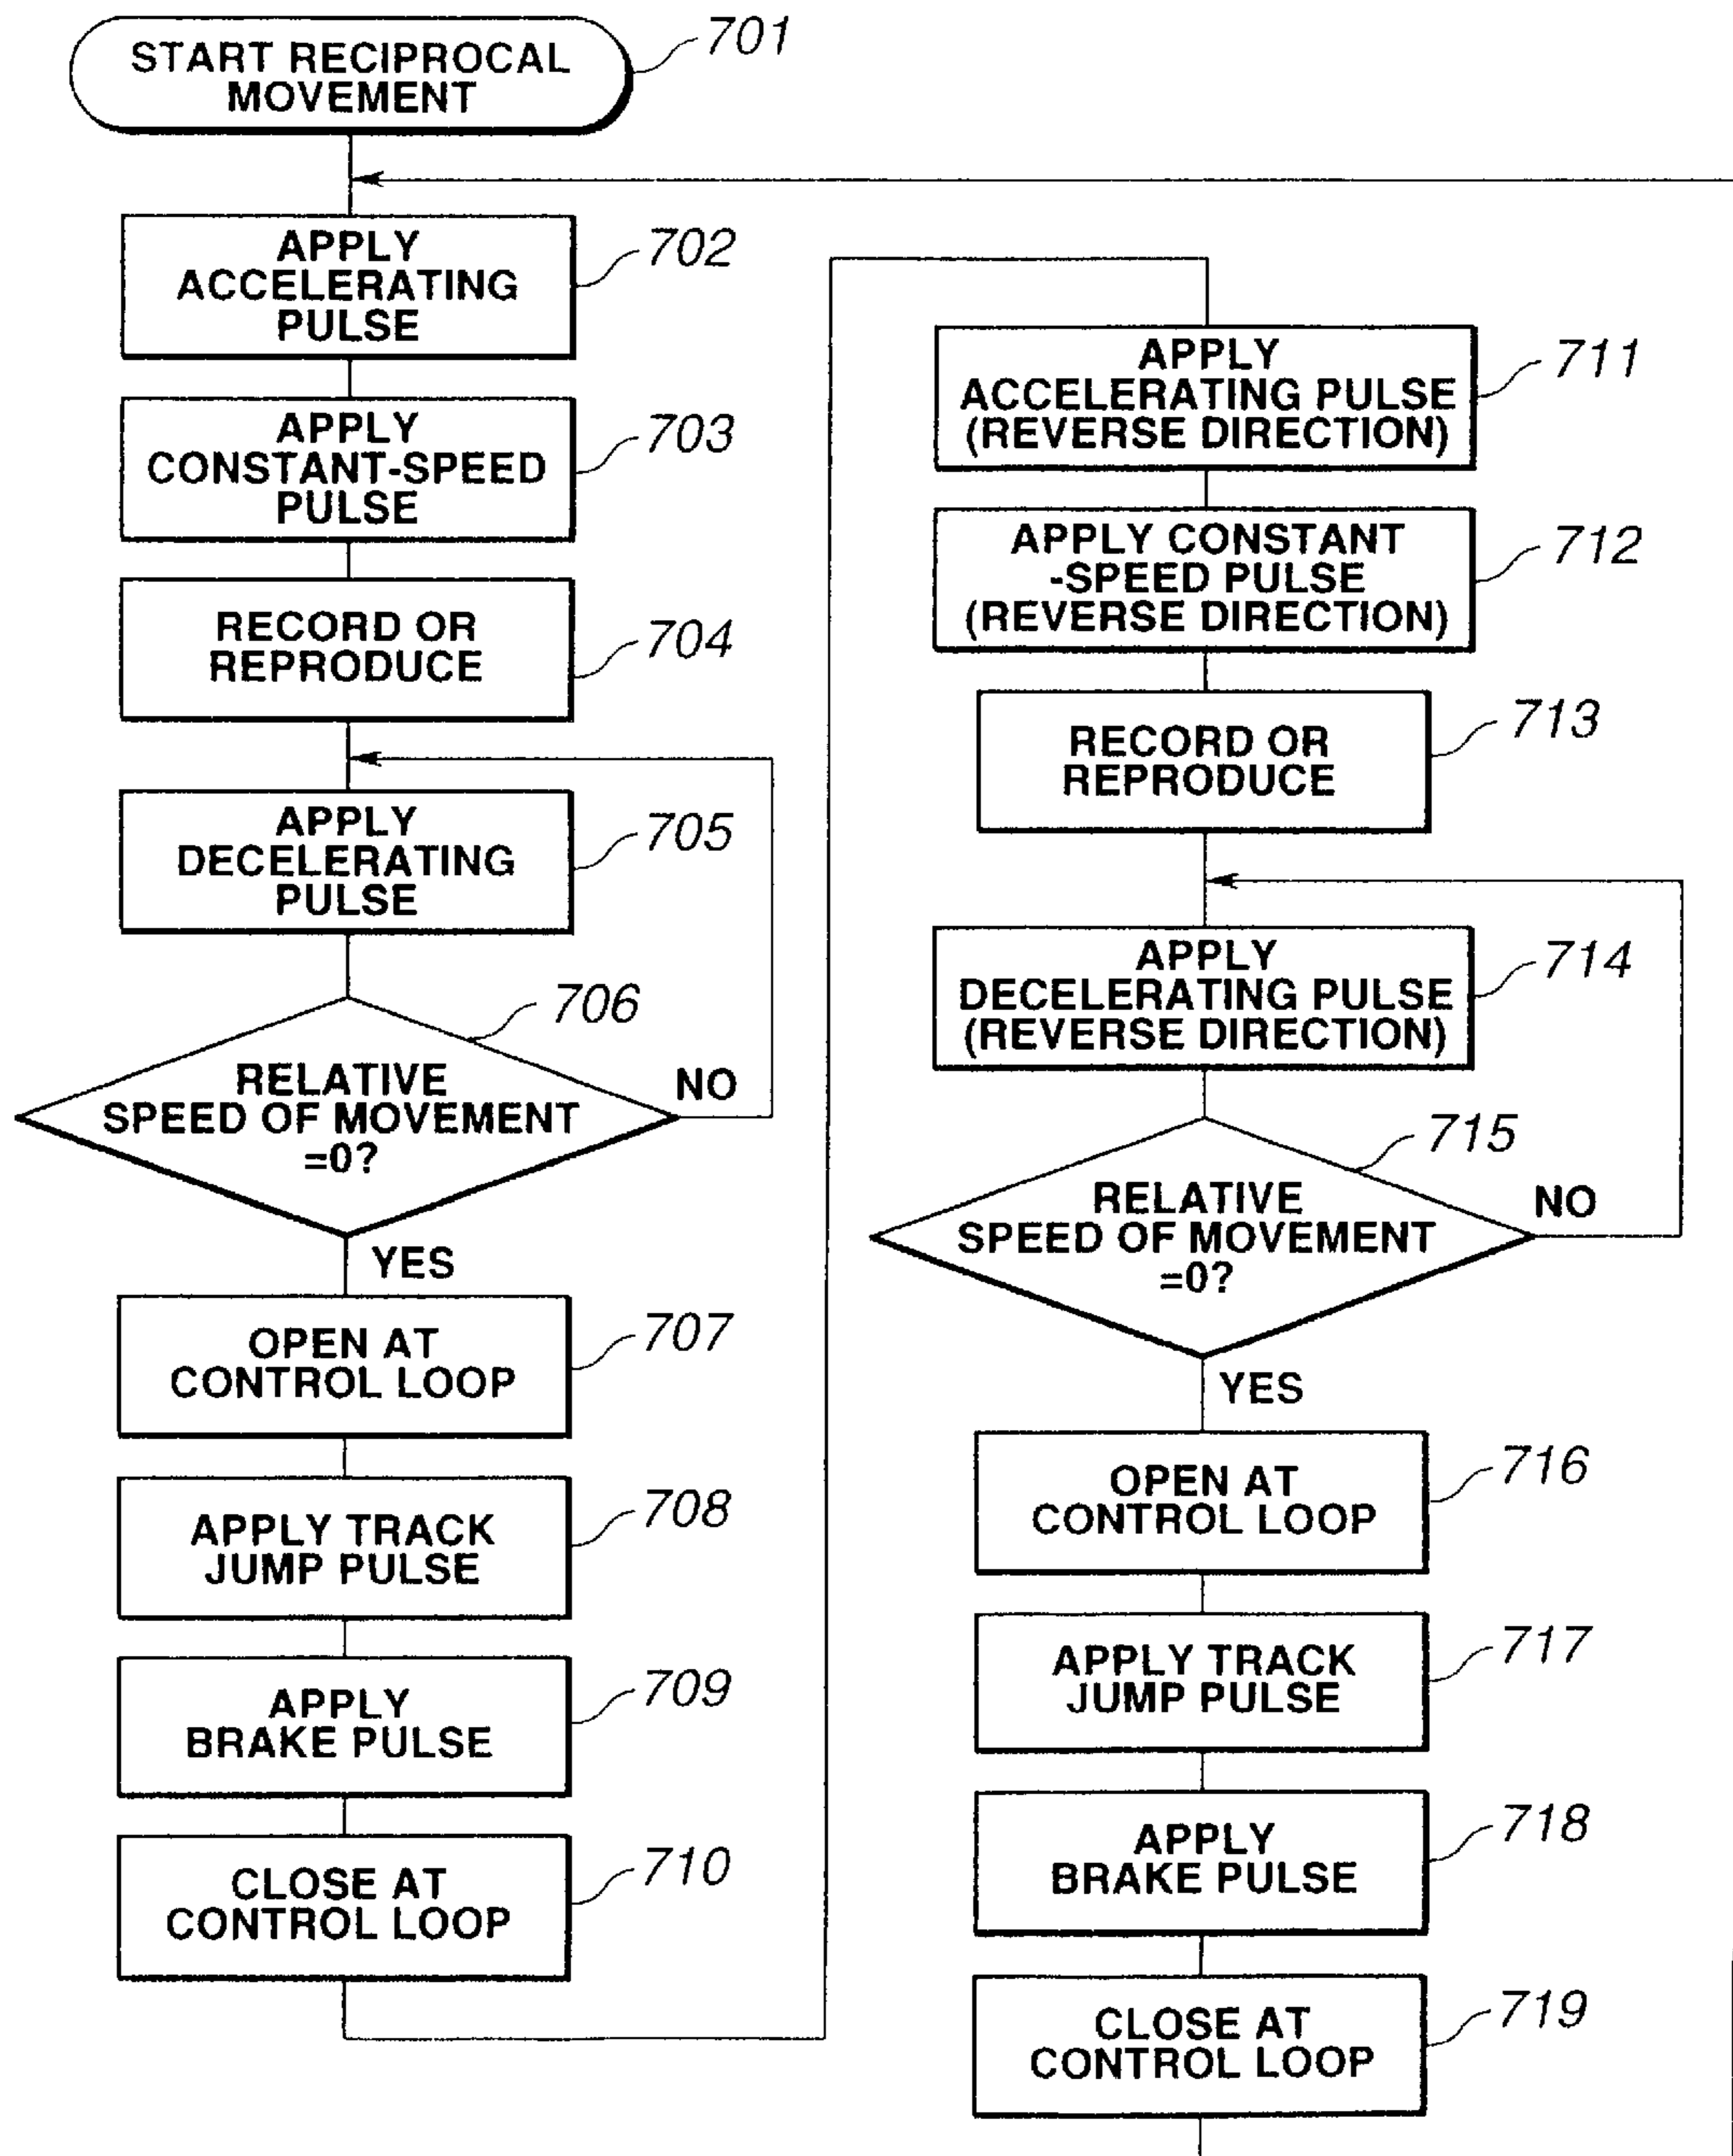 START RECIPROCAL
MOVEMENT
701
APPLY
ACCELERATING
PULSE
702
APPLY
CONSTANT-SPEED
PULSE
703
RECORD OR
REPRODUCE
704
APPLY
DECELERATING
PULSE
705
706
RELATIVE
SPEED OF MOVEMENT
=0?
NO
YES
OPEN AT
CONTROL LOOP
707
APPLY TRACK
JUMP PULSE
708
APPLY
BRAKE PULSE
709
CLOSE AT
CONTROL LOOP
710
APPLY
ACCELERATING PULSE
(REVERSE DIRECTION)
711
APPLY CONSTANT
-SPEED PULSE
(REVERSE DIRECTION)
712
RECORD OR
REPRODUCE
713
APPLY
DECELERATING PULSE
(REVERSE DIRECTION)
714
715
RELATIVE
SPEED OF MOVEMENT
=0?
NO
YES
OPEN AT
CONTROL LOOP
716
APPLY TRACK
JUMP PULSE
717
APPLY
BRAKE PULSE
718
CLOSE AT
CONTROL LOOP
719